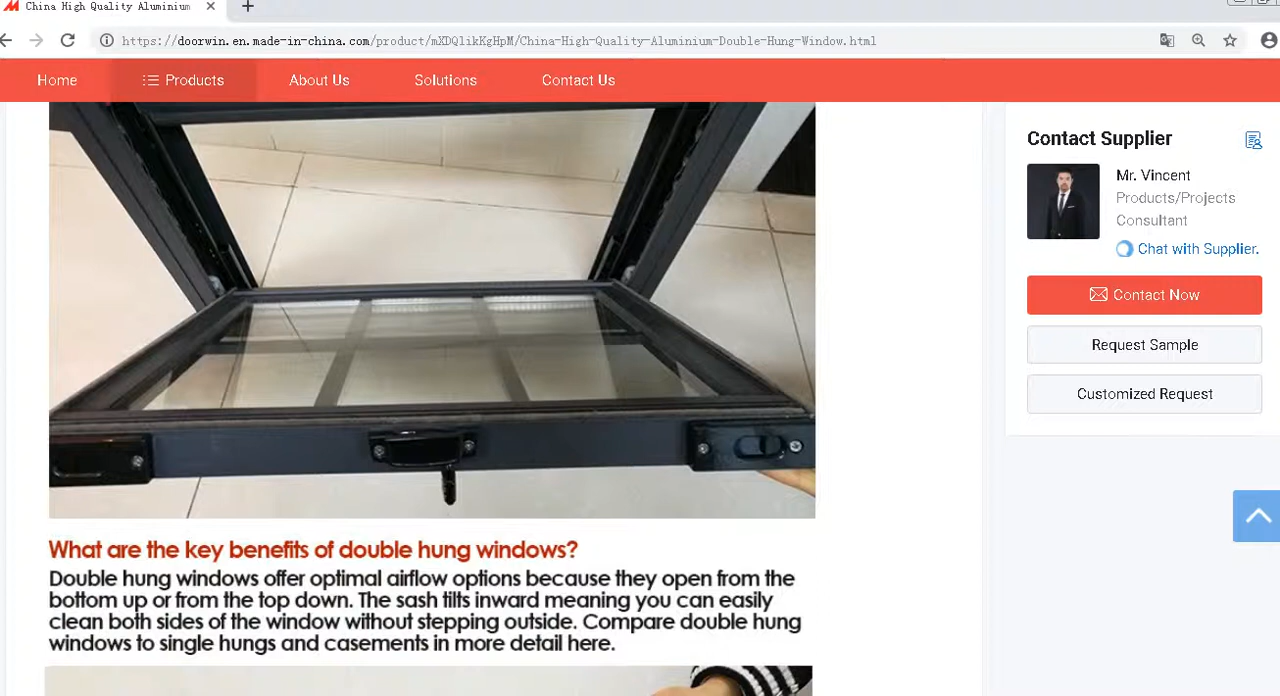 China High Quality Aluminium
https://doorwin.en.made-in-china.com/product/mXDQlikKgHpM/China-High-Quality-Aluminium-Double-Hung-Window.html
Home
Products
About Us
Solutions
Contact Us
Contact Supplier
Mr. Vincent
Products/Projects
Consultant
Chat with Supplier.
Contact Now
Request Sample
Customized Request
What are the key benefits of double hung windows?
Double hung windows offer optimal airflow options because they open from the
bottom up or from the top down. The sash tilts inward meaning you can easily
clean both sides of the window without stepping outside. Compare double hung
windows to single hungs and casements in more detail here.